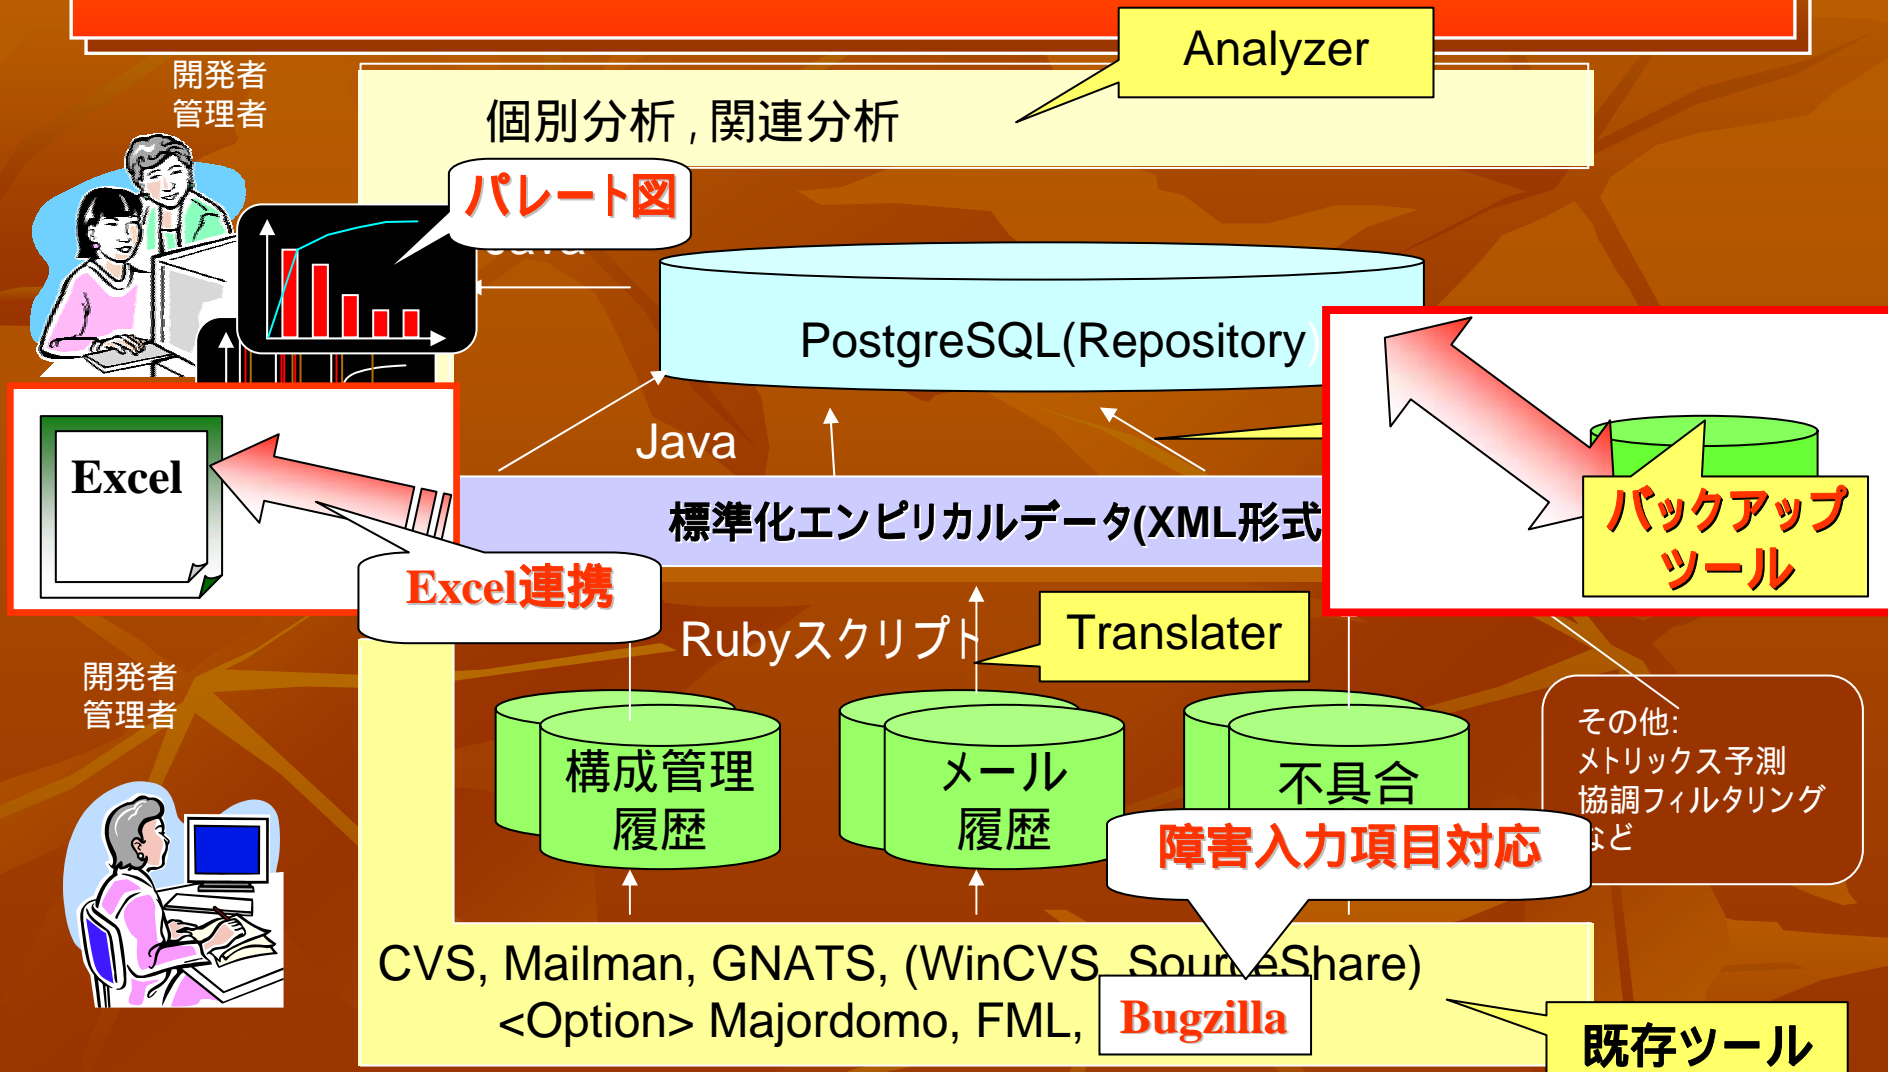 Analyzer
開発者
管理者
個別分析 , 関連分析
パレート図
Java
PostgreSQL(Repository)
Java
Excel
標準化エンピリカルデータ(XML形式
バックアップ
ツール
Excel連携
Rubyスクリプト
Translater
開発者
管理者
構成管理
履歴
メール
履歴
不具合
その他:
メトリックス予測
協調フィルタリング
など
障害入力項目対応
CVS, Mailman, GNATS, (WinCVS, SourceShare)
<Option> Majordomo, FML,
Bugzilla
既存ツール